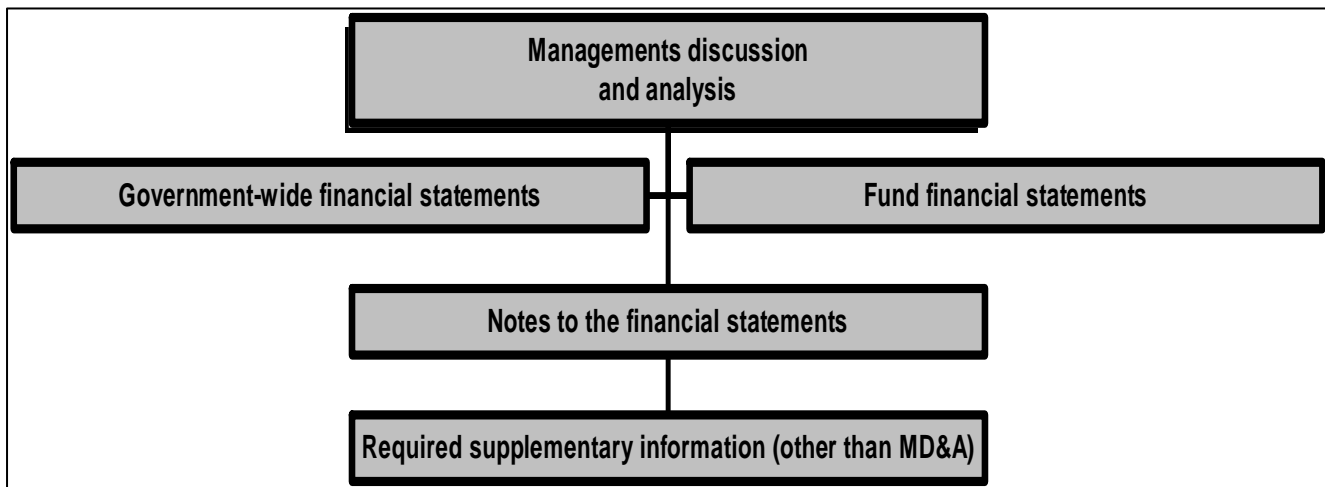 Managements discussion
and analysis
Government-wide financial statements
Fund financial statements
Notes to the financial statements
Required supplementary information (other than MD&A)